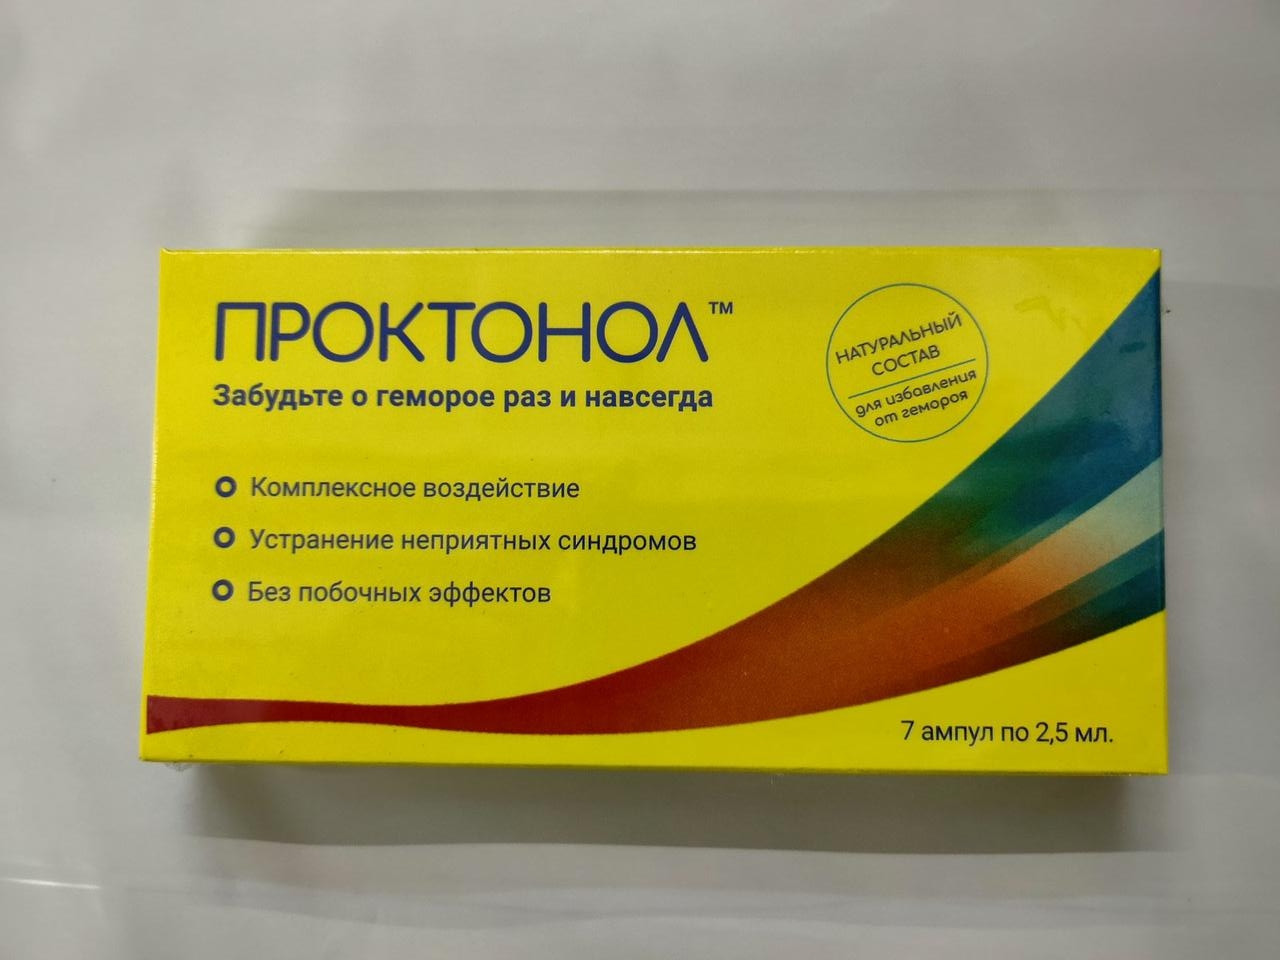 ПРОКТОНОЛ™
Забудьте о геморое раз и навсегда
НАТУРАЛЬНЫЙ
СОСТАВ
для избавления
от гемороя
Комплексное воздействие
Устранение неприятных синдромов
Без побочных эффектов
7 ампул по 2,5 мл.